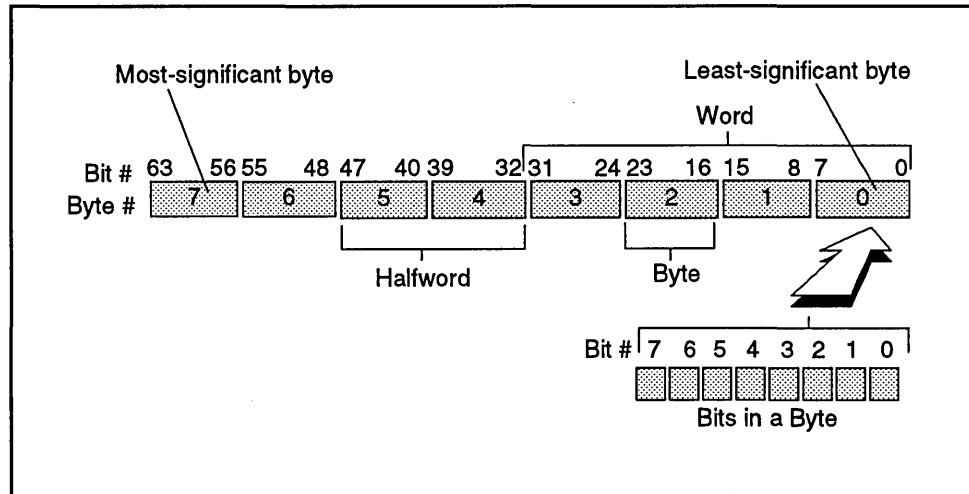 Most-significant byte
Least-significant byte
Word
Bit # 63 56 55 48 47 40 39 32 31 24 23 16 15 8 7 0
Byte # 7 6 5 4 3 2 1 0
Halfword
Byte
Bit # 7 6 5 4 3 2 1 0
Bits in a Byte